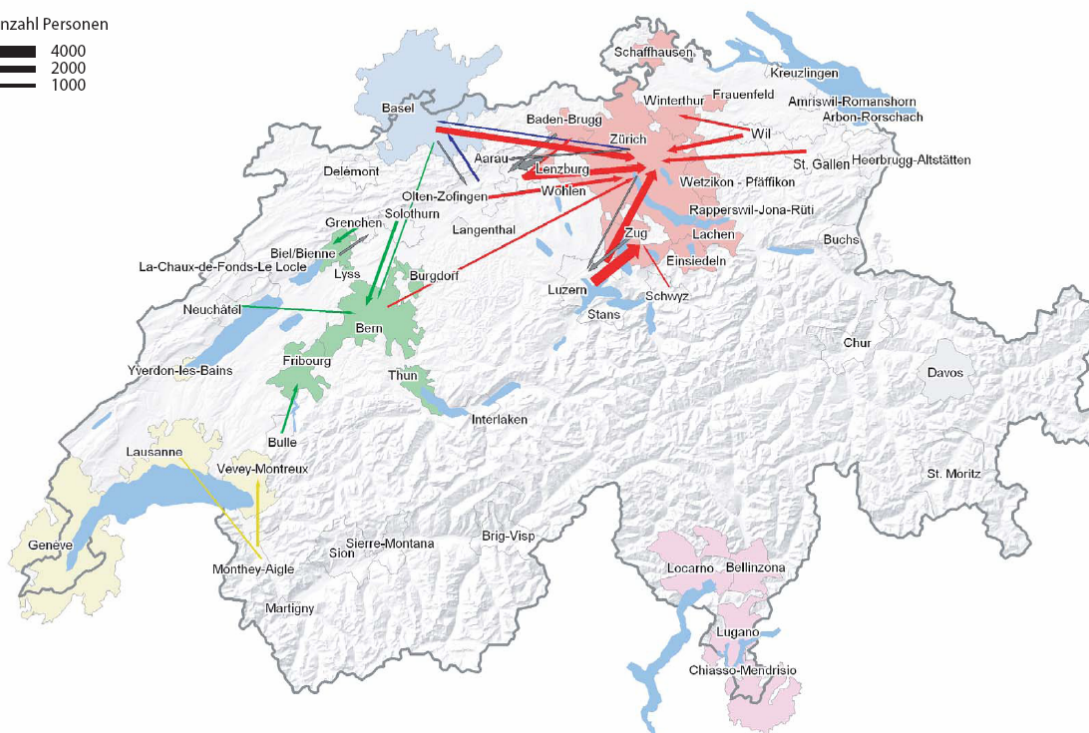 nzahl Personen
4000
2000
1000
Schaffhausen
Kreuzlingen
Frauenfeld
Winterthur
Amriswil-Romanshorn
Arbon-Rorschach
Basel
Baden-Brugg
Zürich
Wil
Aarau
Lenzburg
St. Gallen
Heerbrugg-Altstätten
Delémont
Wetzikon - Pfäffikon
Olten-Zofingen
Wohlen
Rapperswil-Jona-Rüti
Solothurn
Grenchen
Langenthal
Zug
Lachen
Buchs
Biel/Bienne
Einsiedeln
La-Chaux-de-Fonds-Le Locle
Lyss
Burgdorf
Luzern
Schwyz
Neuchâtel
Stans
Bern
Chur
Fribourg
Yverdon-les-Bains
Thun
Davos
Interlaken
Bulle
Lausanne
Vevey-Montreux
St. Moritz
Genève
Sierre-Montana
Brig-Visp
Sion
Monthey-Aigle
Locarno
Bellinzona
Martigny
Lugano
Chiasso-Mendrisio